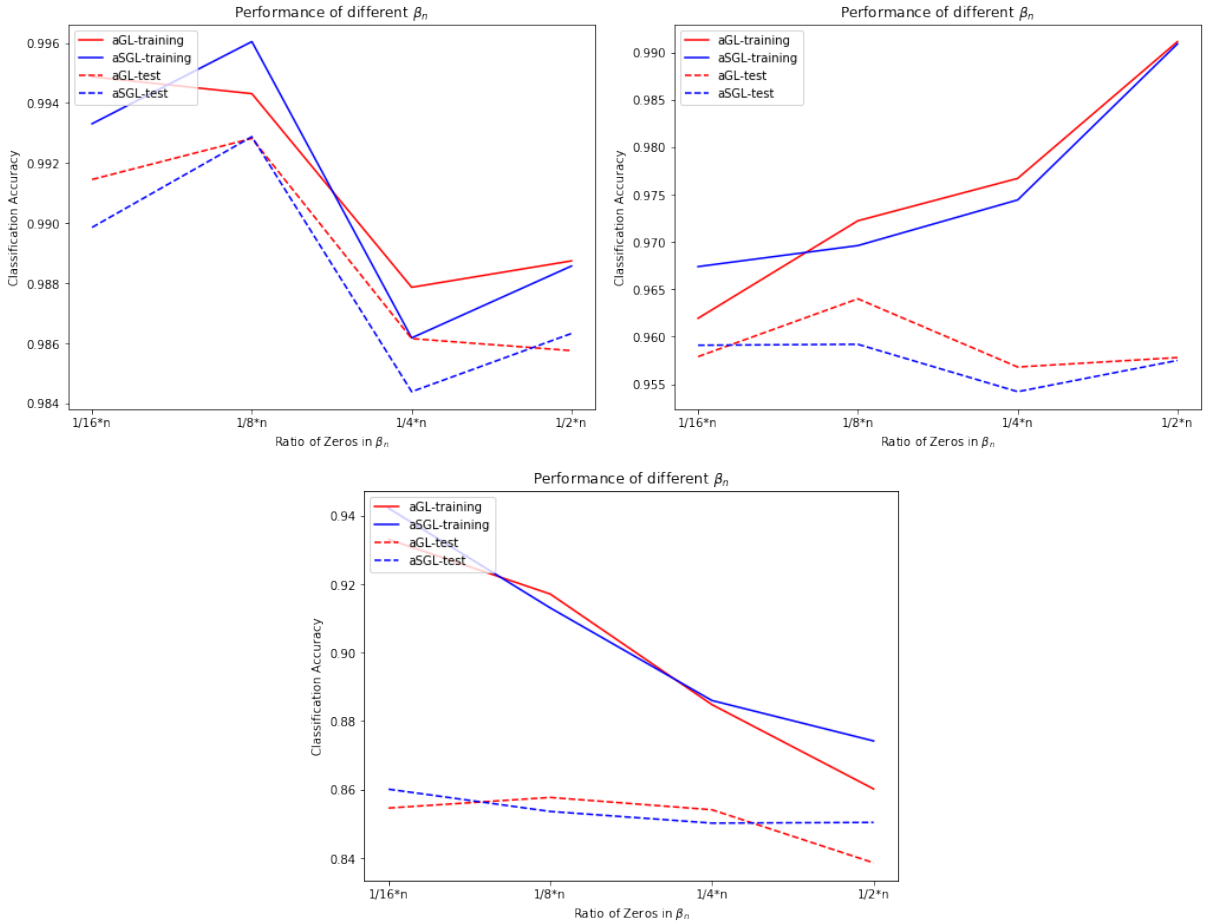 Performance of different βn
Classification Accuracy
0.996
0.994
0.992
0.990
0.988
0.986
0.984
aGL-training
aSGL-training
aGL-test
aSGL-test
1/16*n
1/8*n
1/4*n
1/2*n
Ratio of Zeros in βn
Performance of different βn
Classification Accuracy
0.990
0.985
0.980
0.975
0.970
0.965
0.960
0.955
aGL-training
aSGL-training
aGL-test
aSGL-test
1/16*n
1/8*n
1/4*n
1/2*n
Ratio of Zeros in βn
Performance of different βn
Classification Accuracy
0.94
0.92
0.90
0.88
0.86
0.84
aGL-training
aSGL-training
aGL-test
aSGL-test
1/16*n
1/8*n
1/4*n
1/2*n
Ratio of Zeros in βn